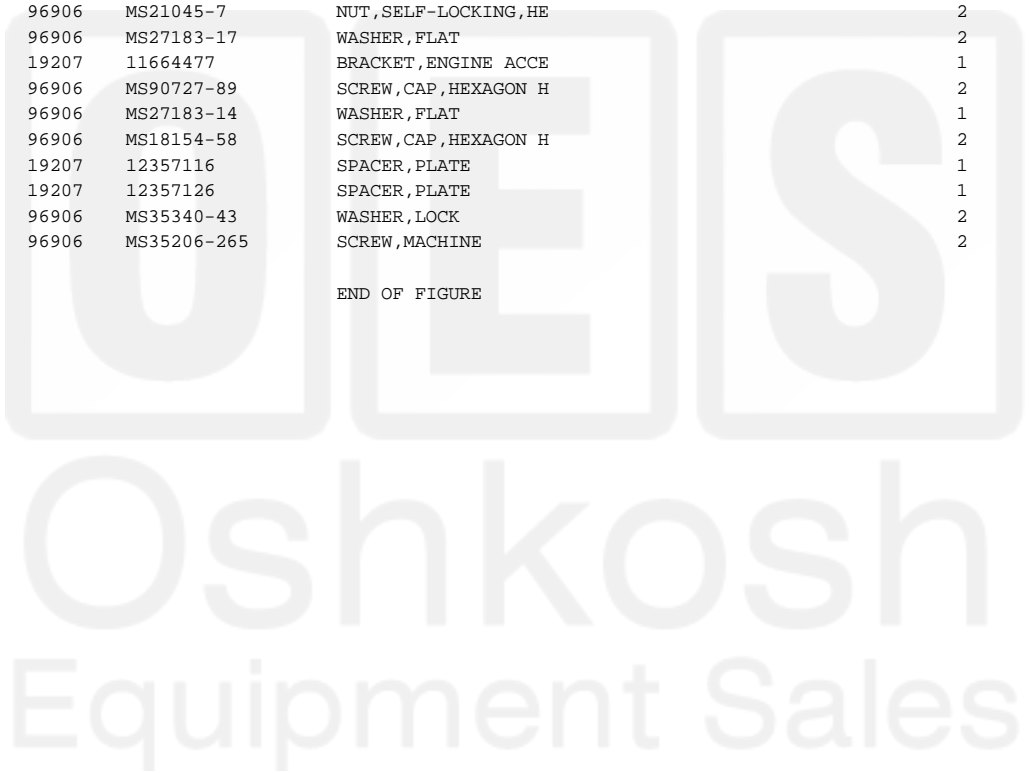 96906 MS21045-7 NUT,SELF-LOCKING,HE 2
96906 MS27183-17 WASHER,FLAT 2
19207 11664477 BRACKET,ENGINE ACCE 1
96906 MS90727-89 SCREW,CAP,HEXAGON H 2
96906 MS27183-14 WASHER,FLAT 1
96906 MS18154-58 SCREW,CAP,HEXAGON H 2
19207 12357116 SPACER,PLATE 1
19207 12357126 SPACER,PLATE 1
96906 MS35340-43 WASHER,LOCK 2
96906 MS35206-265 SCREW,MACHINE 2
END OF FIGURE
OES
Oshkosh
Equipment Sales